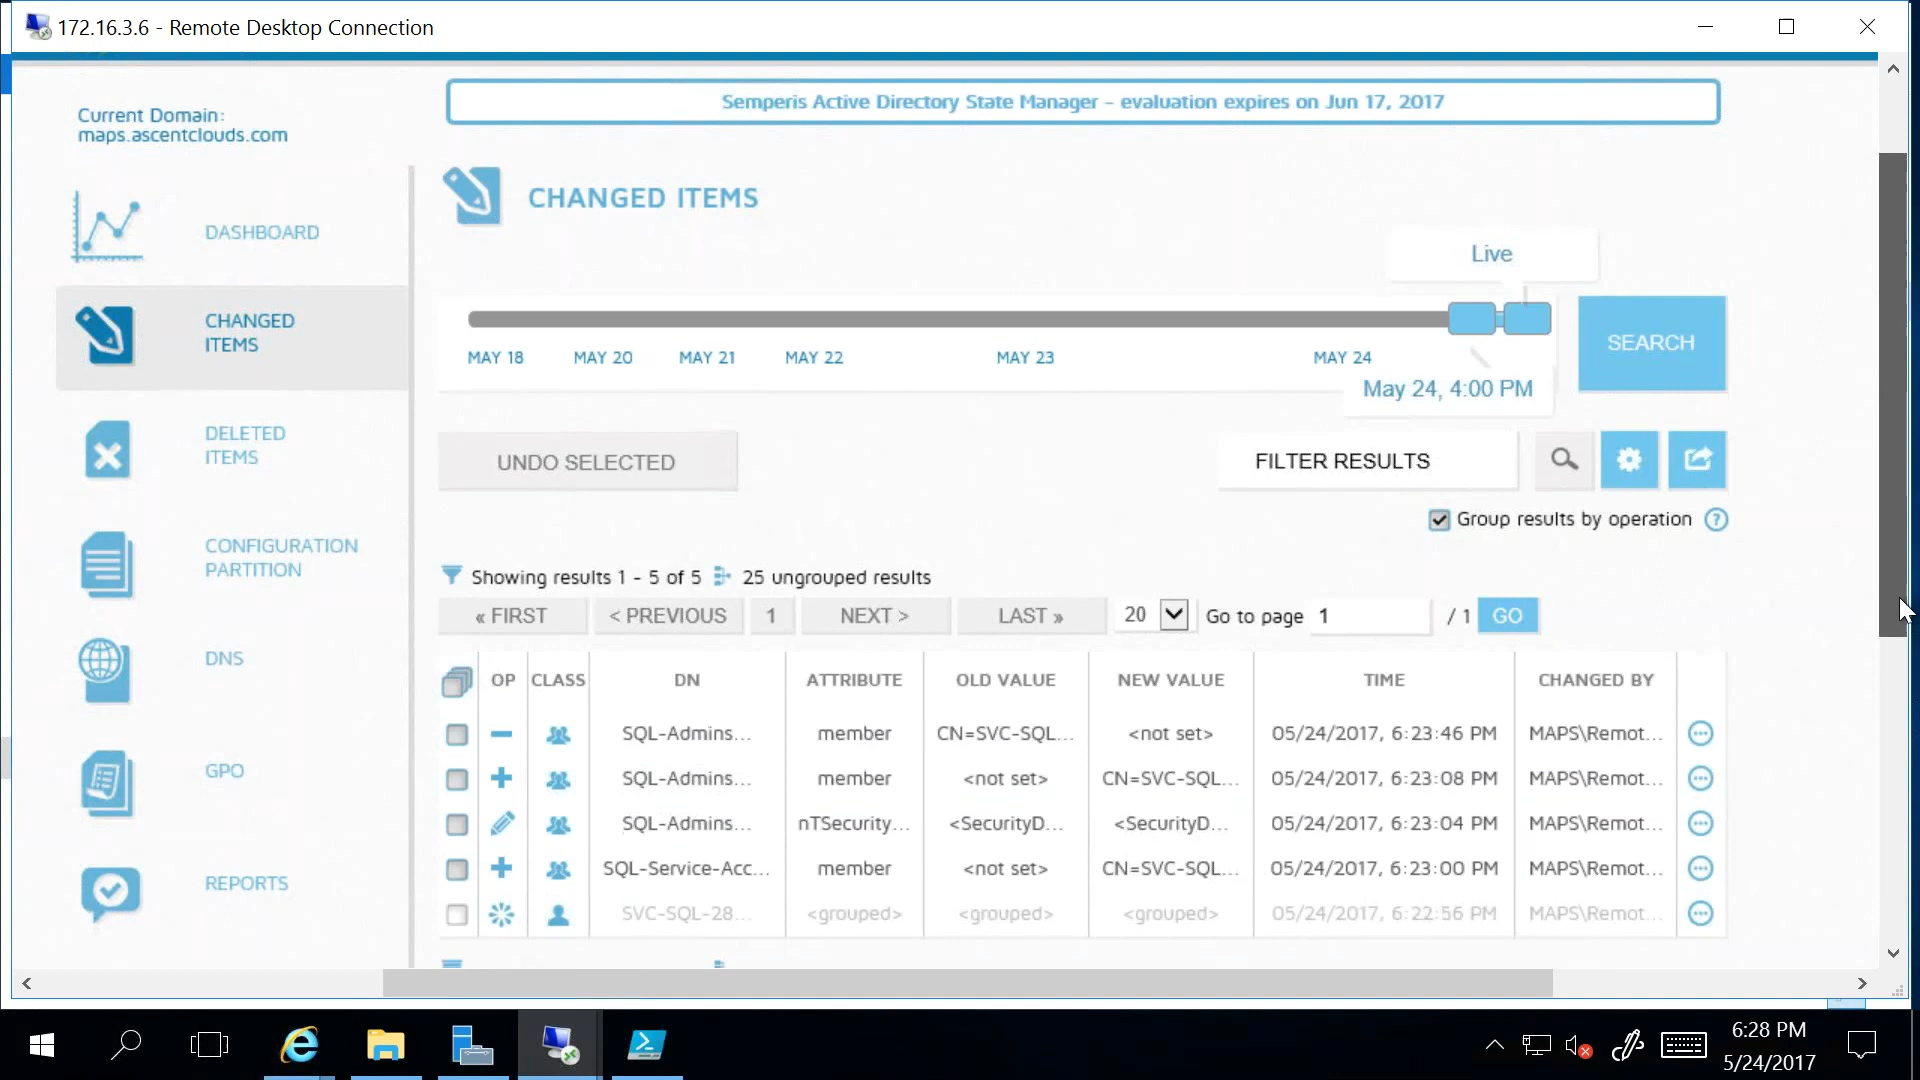 172.16.3.6 - Remote Desktop Connection
Current Domain:
maps.ascentclouds.com
Semperis Active Directory State Manager – evaluation expires on Jun 17, 2017
DASHBOARD
CHANGED
ITEMS
DELETED
ITEMS
CONFIGURATION
PARTITION
DNS
GPO
REPORTS
CHANGED ITEMS
Live
MAY 18 MAY 20 MAY 21 MAY 22 MAY 23 MAY 24
May 24, 4:00 PM
SEARCH
UNDO SELECTED
FILTER RESULTS
Group results by operation ?
Showing results 1 - 5 of 5 25 ungrouped results
« FIRST < PREVIOUS 1 NEXT > LAST » 20 Go to page 1 / 1 GO
OP CLASS DN ATTRIBUTE OLD VALUE NEW VALUE TIME CHANGED BY
SQL-Admins... member CN=SVC-SQL... <not set> 05/24/2017, 6:23:46 PM MAPS\Remot...
SQL-Admins... member <not set> CN=SVC-SQL... 05/24/2017, 6:23:08 PM MAPS\Remot...
SQL-Admins... nTSecurity... <SecurityD... <SecurityD... 05/24/2017, 6:23:04 PM MAPS\Remot...
SQL-Service-Acc... member <not set> CN=SVC-SQL... 05/24/2017, 6:23:00 PM MAPS\Remot...
SVC-SQL-28... <grouped> <grouped> <grouped> 05/24/2017, 6:22:56 PM MAPS\Remot...
6:28 PM
5/24/2017